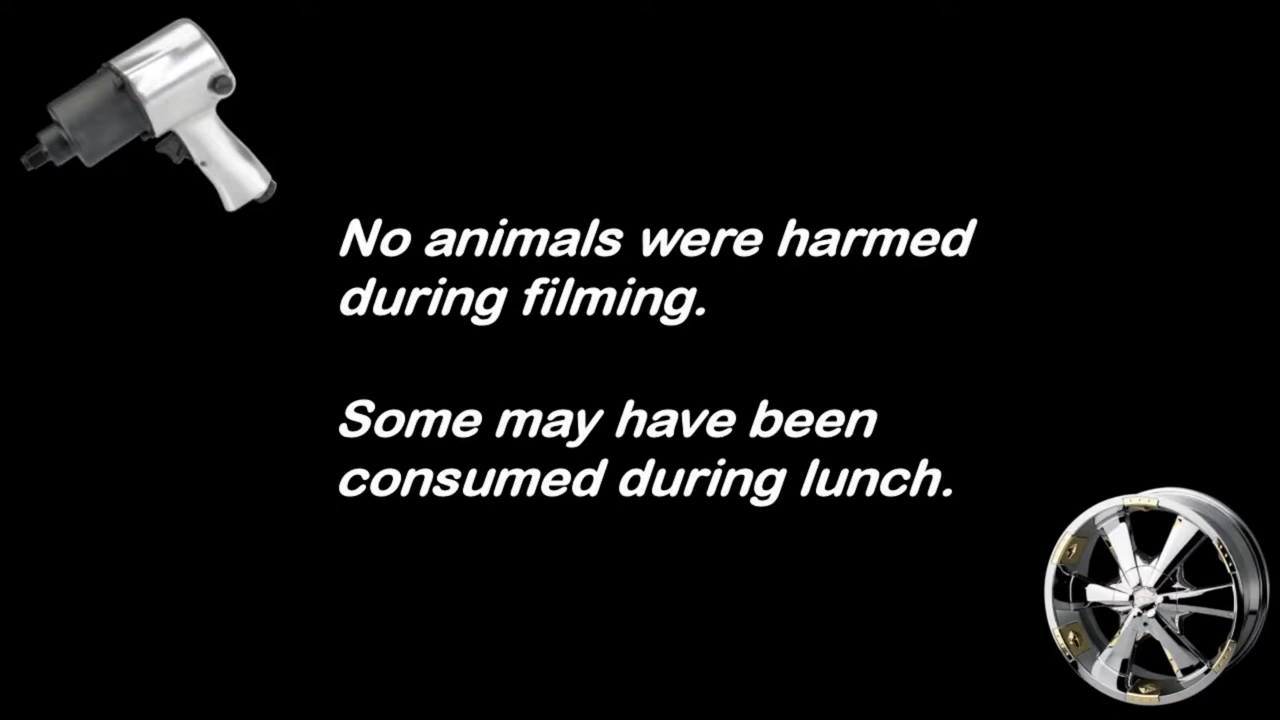 No animals were harmed
during filming.
Some may have been
consumed during lunch.